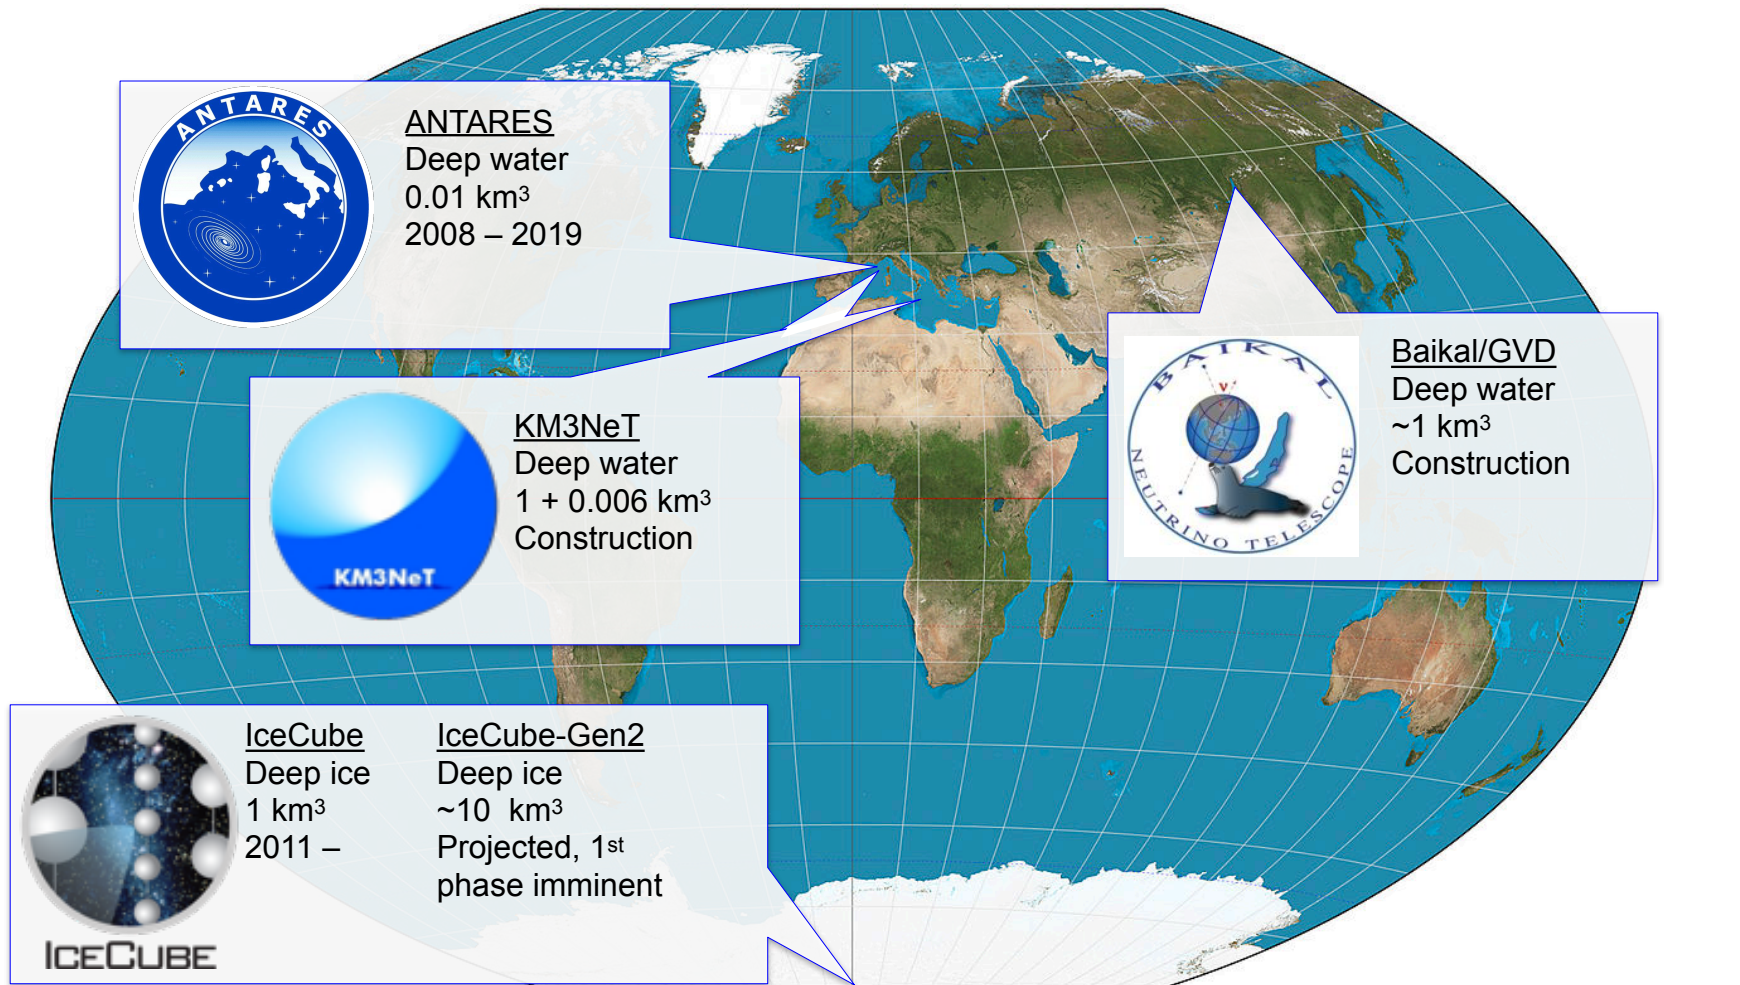 ANTARES
ANTARES
Deep water
0.01 km³
2008 – 2019
KM3NeT
KM3NeT
Deep water
1 + 0.006 km³
Construction
BAIKAL
ν
NEUTRINO TELESCOPE
Baikal/GVD
Deep water
~1 km³
Construction
ICECUBE
IceCube
Deep ice
1 km³
2011 –
IceCube-Gen2
Deep ice
~10 km³
Projected, 1st
phase imminent